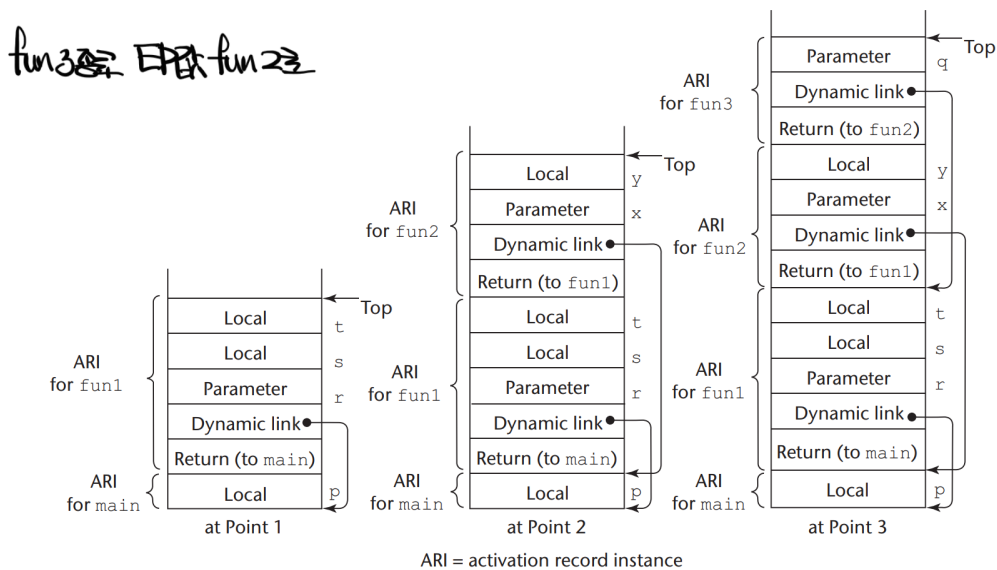 fun3종료 EP값 fun2로
Parameter
q
Top
ARI
for fun3
Dynamic link
Return (to fun2)
Local
y
ARI
for fun2
Parameter
x
Dynamic link
Return (to fun1)
Local
t
Local
s
ARI
for fun1
Parameter
r
Dynamic link
Return (to main)
ARI
for main
Local
p
at Point 3
Top
Local
y
ARI
for fun2
Parameter
x
Dynamic link
Return (to fun1)
Local
t
Local
s
ARI
for fun1
Parameter
r
Dynamic link
Return (to main)
ARI
for main
Local
p
at Point 2
Top
Local
t
Local
s
ARI
for fun1
Parameter
r
Dynamic link
Return (to main)
ARI
for main
Local
p
at Point 1
ARI = activation record instance